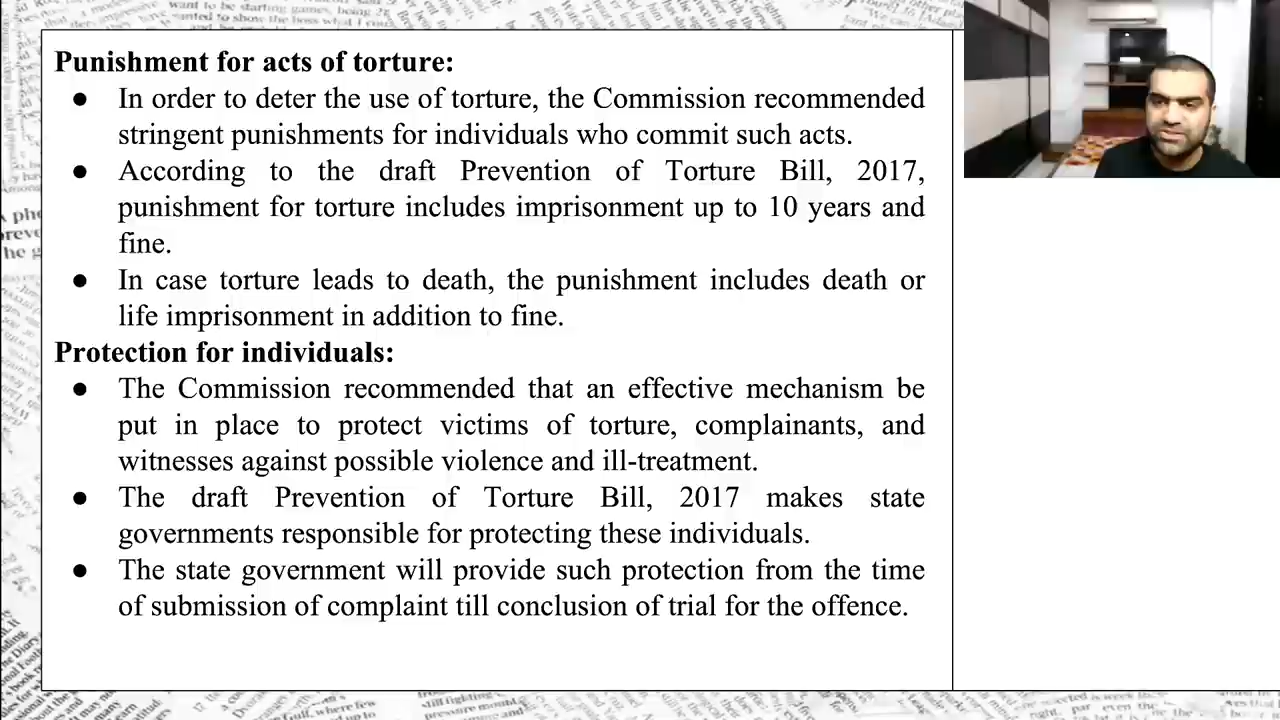 Punishment for acts of torture:
● In order to deter the use of torture, the Commission recommended
stringent punishments for individuals who commit such acts.
● According to the draft Prevention of Torture Bill, 2017,
punishment for torture includes imprisonment up to 10 years and
fine.
● In case torture leads to death, the punishment includes death or
life imprisonment in addition to fine.
Protection for individuals:
● The Commission recommended that an effective mechanism be
put in place to protect victims of torture, complainants, and
witnesses against possible violence and ill-treatment.
● The draft Prevention of Torture Bill, 2017 makes state
governments responsible for protecting these individuals.
● The state government will provide such protection from the time
of submission of complaint till conclusion of trial for the offence.